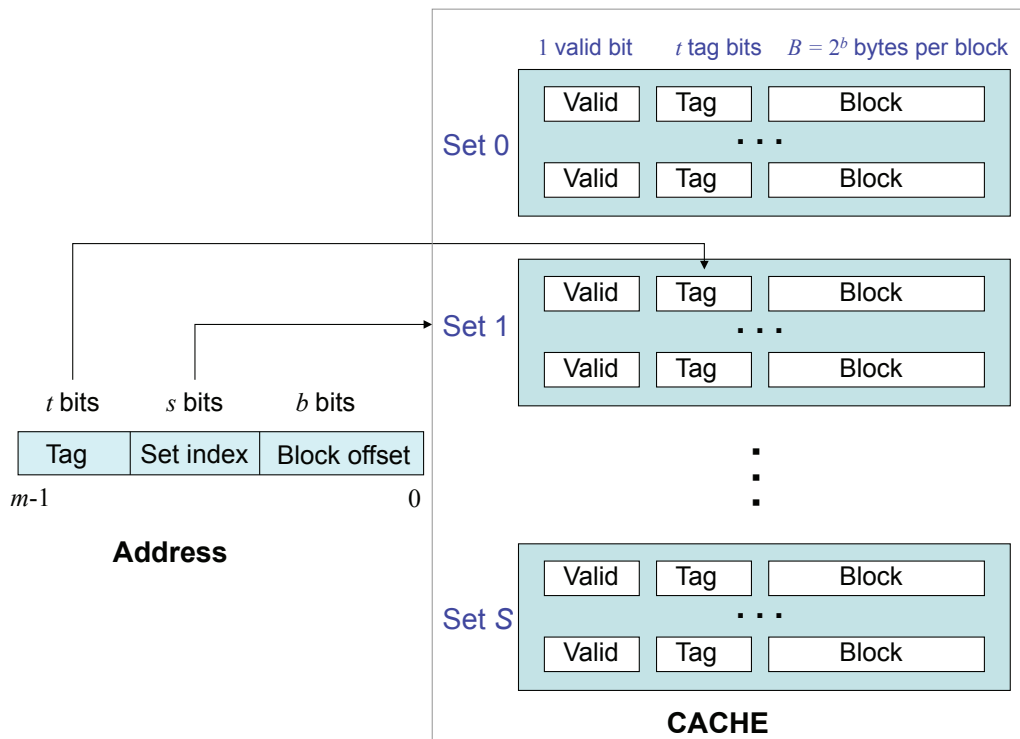 1 valid bit t tag bits B = 2^b bytes per block
Valid Tag Block
Set 0 . . .
Valid Tag Block
Valid Tag Block
Set 1 . . .
Valid Tag Block
t bits s bits b bits
Tag Set index Block offset
m-1 0
Address
Valid Tag Block
Set S . . .
Valid Tag Block
CACHE